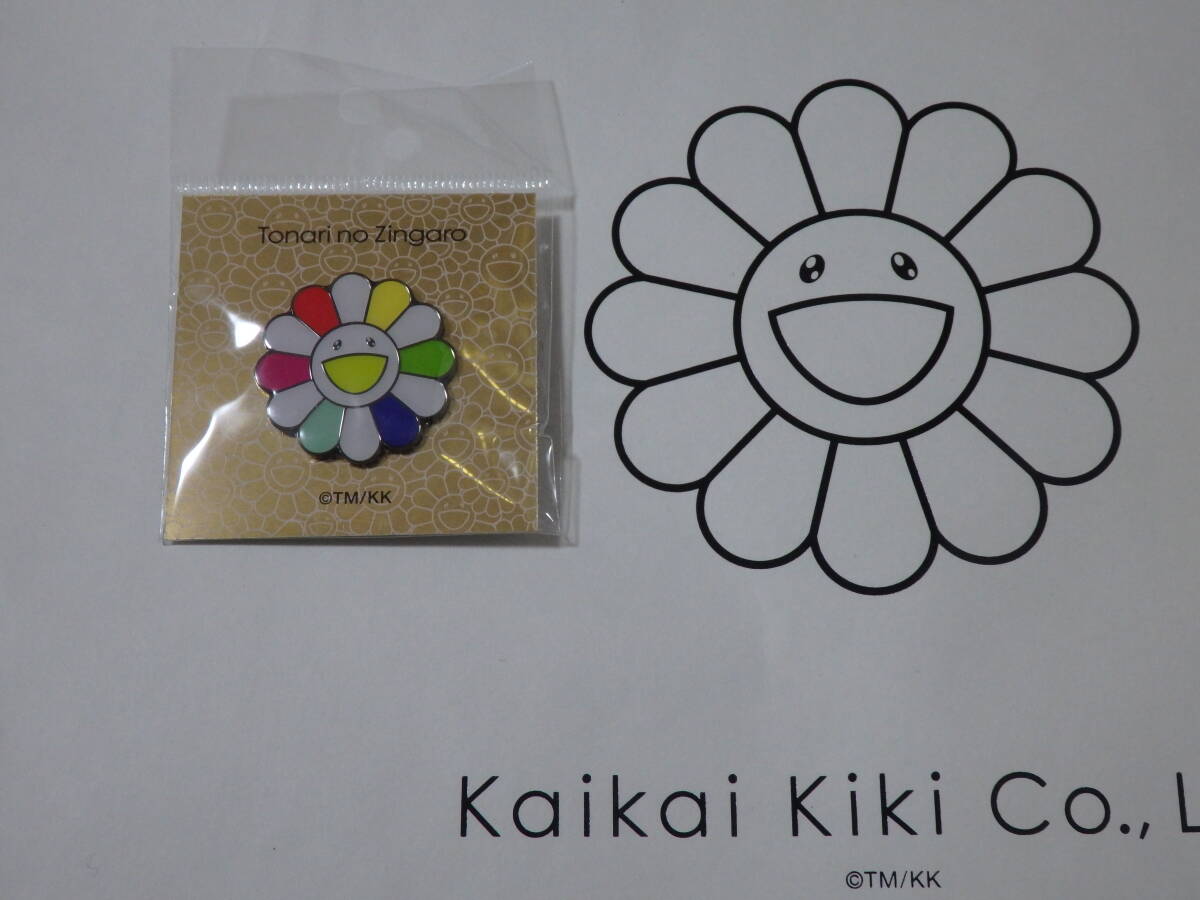 Tonari no Zingaro
©TM/KK
Kaikai Kiki Co., L
©TM/KK